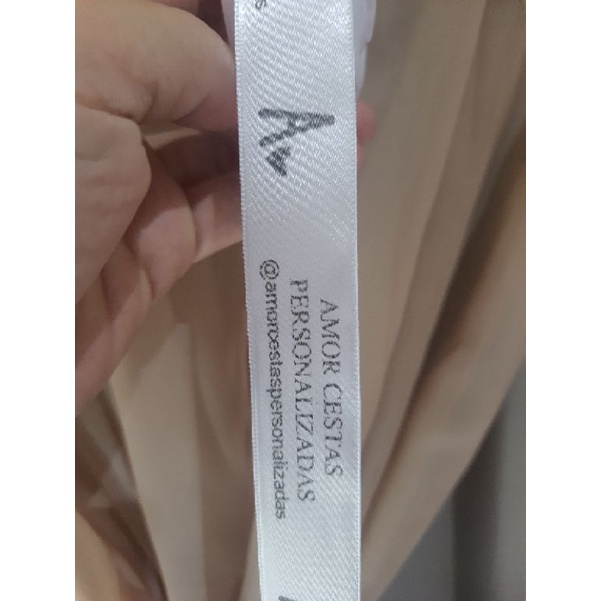 s
A
AMOR CESTAS
PERSONALIZADAS
@amorcestaspersonalizadas